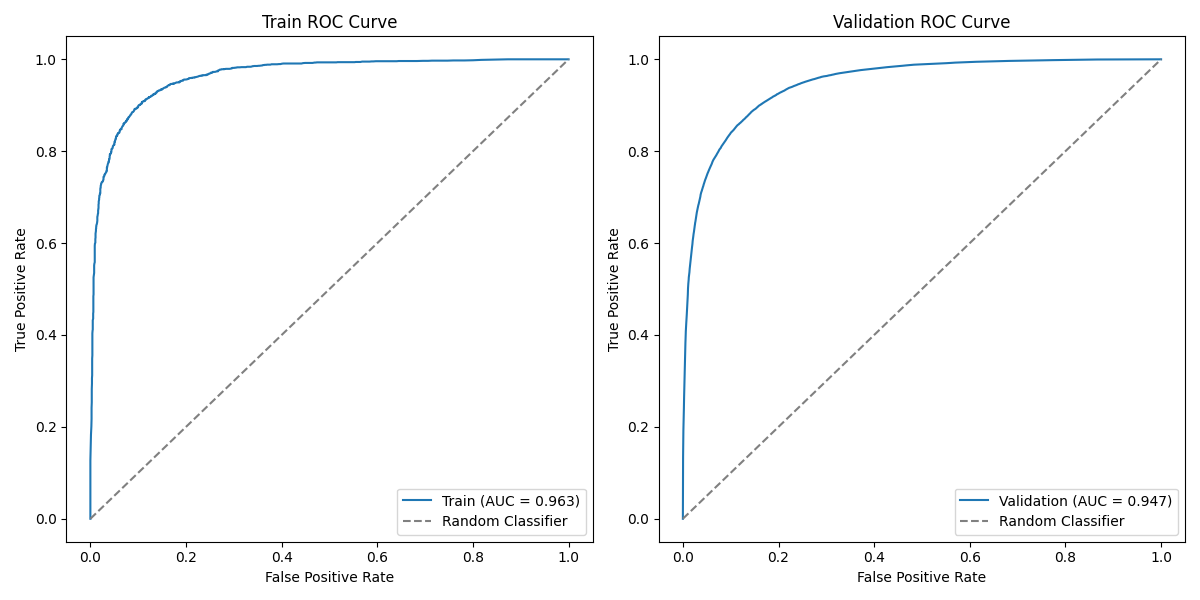 Train ROC Curve
True Positive Rate
1.0
0.8
0.6
0.4
0.2
0.0
0.0 0.2 0.4 0.6 0.8 1.0
False Positive Rate
Train (AUC = 0.963)
Random Classifier
Validation ROC Curve
True Positive Rate
1.0
0.8
0.6
0.4
0.2
0.0
0.0 0.2 0.4 0.6 0.8 1.0
False Positive Rate
Validation (AUC = 0.947)
Random Classifier